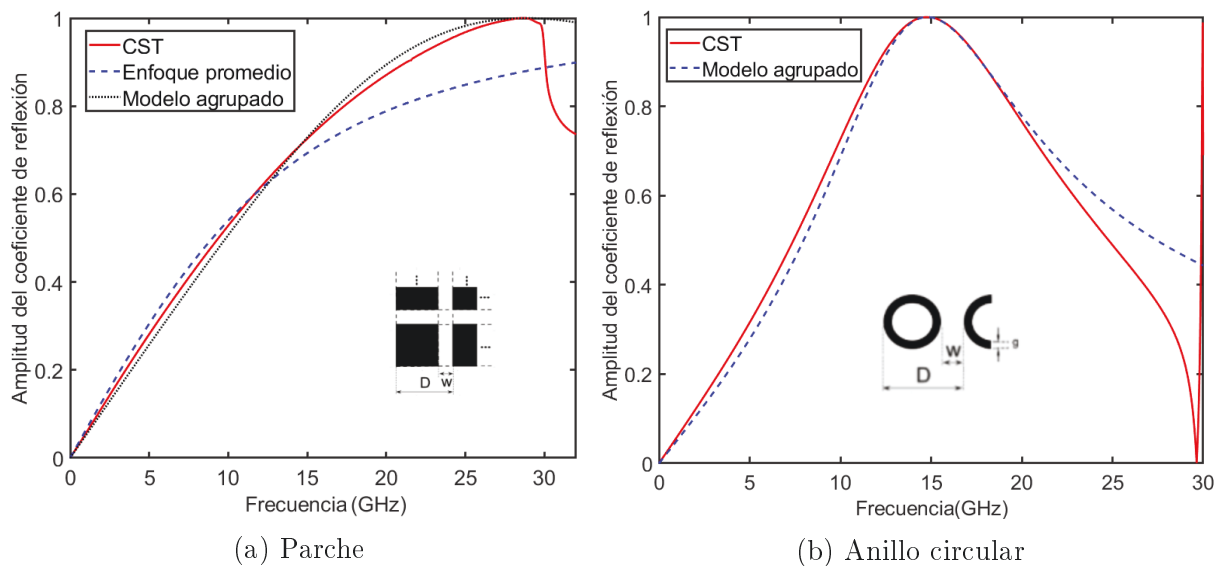 Amplitud del coeficiente de reflexión
1
0.8
0.6
0.4
0.2
0
CST
Enfoque promedio
Modelo agrupado
D
w
0 5 10 15 20 25 30
Frecuencia (GHz)
(a) Parche
Amplitud del coeficiente de reflexión
1
0.8
0.6
0.4
0.2
0
CST
Modelo agrupado
W
g
D
0 5 10 15 20 25 30
Frecuencia(GHz)
(b) Anillo circular